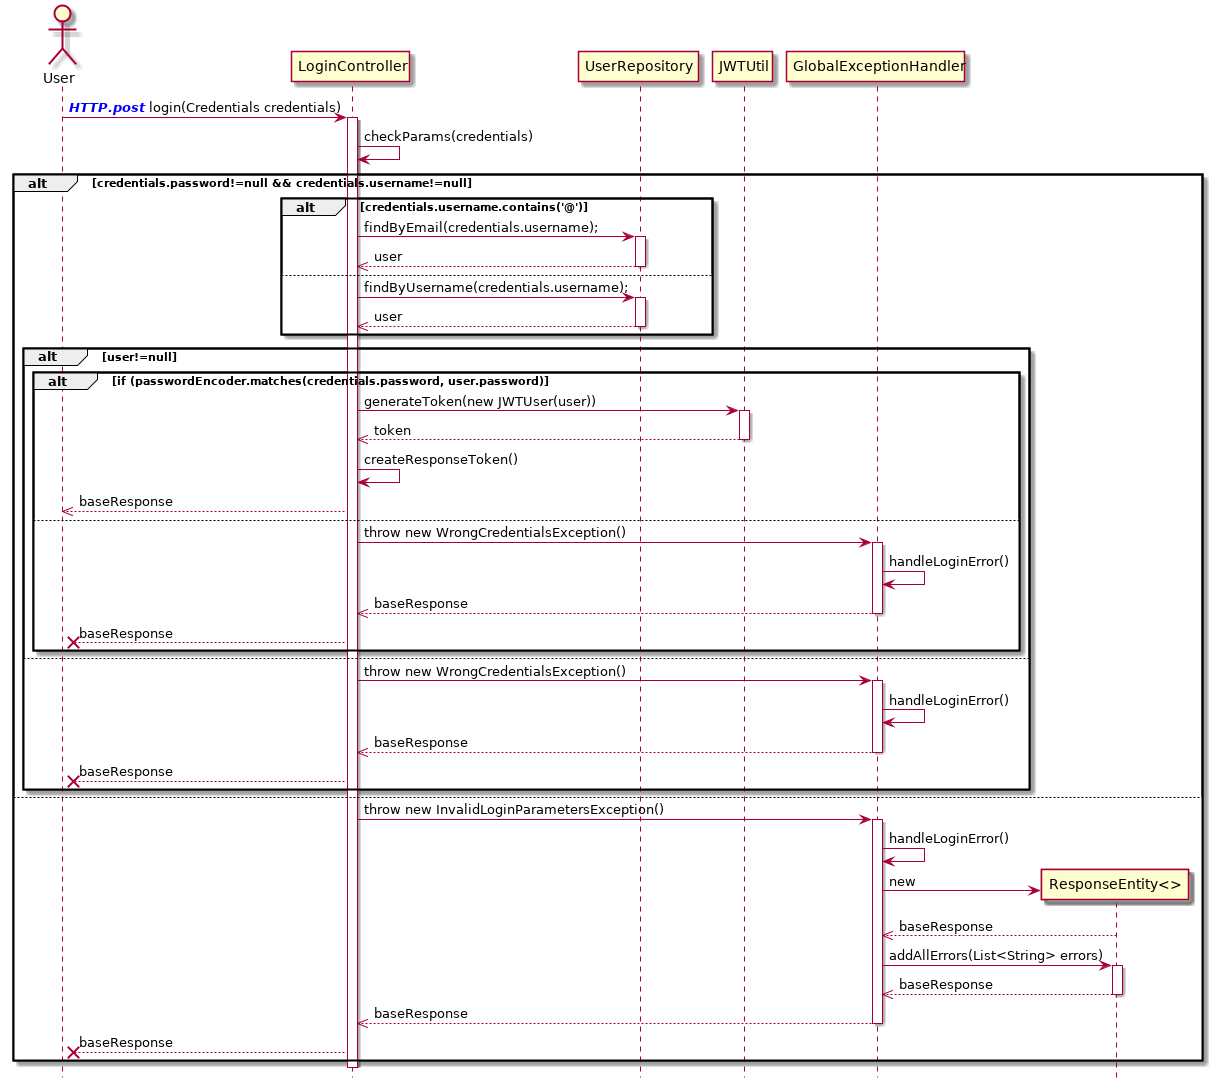 User
LoginController
UserRepository
JWTUtil
GlobalExceptionHandler
HTTP.post login(Credentials credentials)
checkParams(credentials)
alt [credentials.password!=null && credentials.username!=null]
alt [credentials.username.contains('@')]
findByEmail(credentials.username);
user
findByUsername(credentials.username);
user
alt [user!=null]
alt [if (passwordEncoder.matches(credentials.password, user.password)]
generateToken(new JWTUser(user))
token
createResponseToken()
baseResponse
throw new WrongCredentialsException()
handleLoginError()
baseResponse
baseResponse
throw new WrongCredentialsException()
handleLoginError()
baseResponse
baseResponse
throw new InvalidLoginParametersException()
handleLoginError()
new
ResponseEntity<>
baseResponse
addAllErrors(List<String> errors)
baseResponse
baseResponse
baseResponse